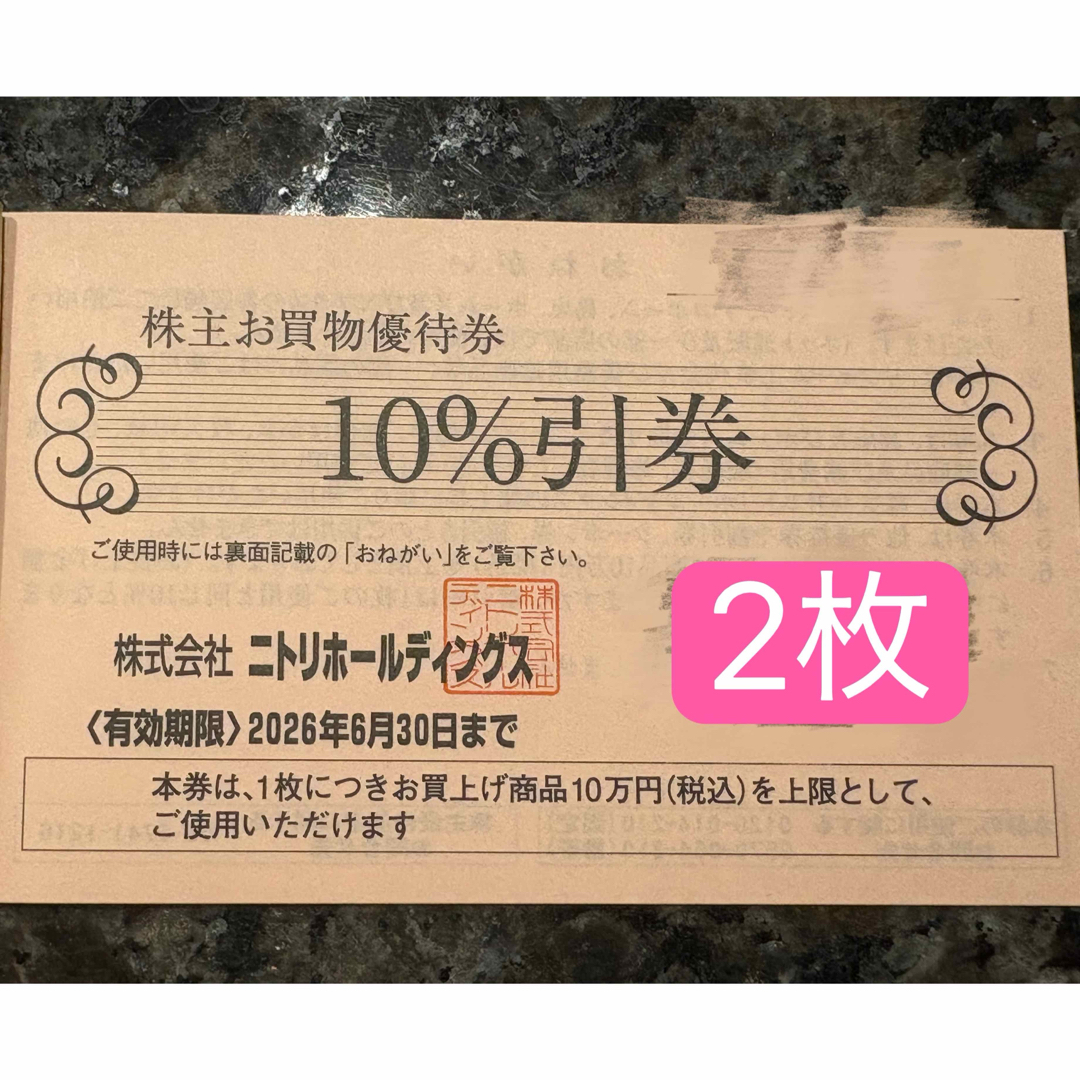 株主お買物優待券
10%引券
ご使用時には裏面記載の「おねがい」をご覧下さい。
株式会社 ニトリホールディングス
2枚
〈有効期限〉2026年6月30日まで
本券は、1枚につきお買上げ商品10万円(税込)を上限として、
ご使用いただけます